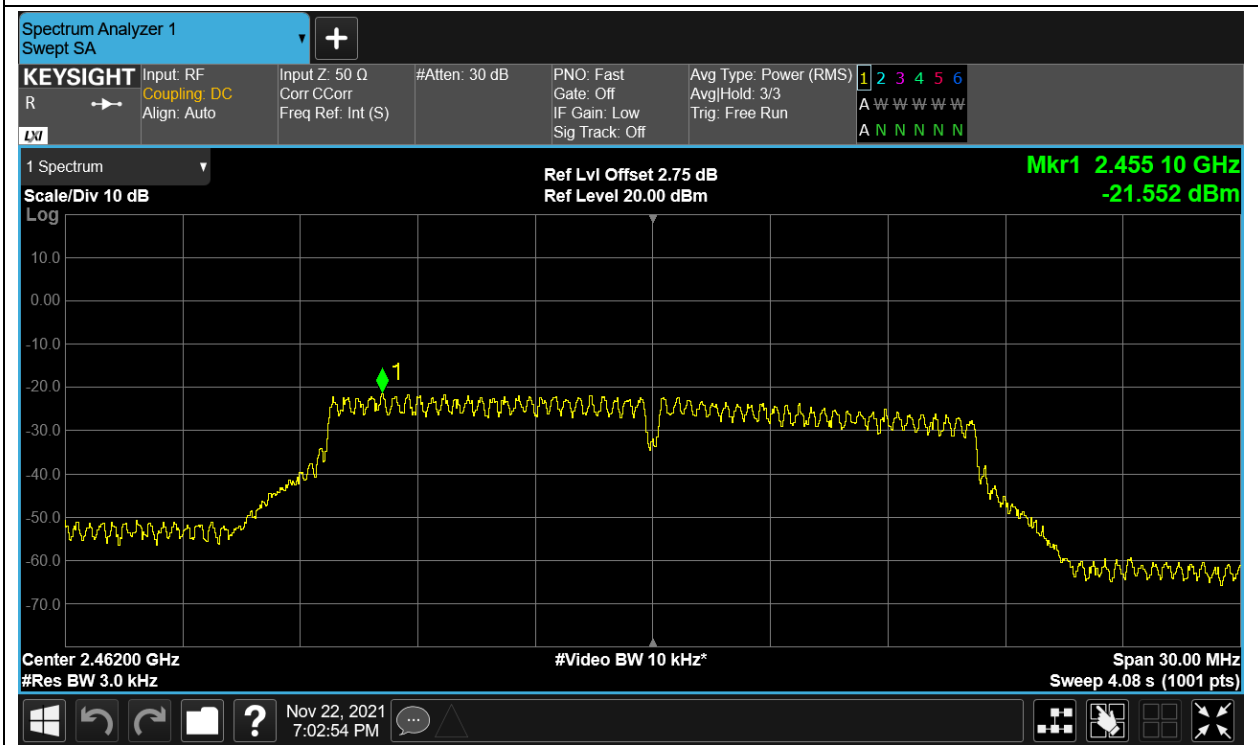 Spectrum Analyzer 1
Swept SA
KEYSIGHT
R
LXI
Input: RF
Coupling: DC
Align: Auto
Input Z: 50 Ω
Corr CCorr
Freq Ref: Int (S)
#Atten: 30 dB
PNO: Fast
Gate: Off
IF Gain: Low
Sig Track: Off
Avg Type: Power (RMS)
Avg|Hold: 3/3
Trig: Free Run
1 2 3 4 5 6
A W W W W W
A N N N N N
1 Spectrum
Scale/Div 10 dB
Log
Ref Lvl Offset 2.75 dB
Ref Level 20.00 dBm
Mkr1 2.455 10 GHz
-21.552 dBm
10.0
0.00
-10.0
-20.0
-30.0
-40.0
-50.0
-60.0
-70.0
1
Center 2.46200 GHz
#Res BW 3.0 kHz
#Video BW 10 kHz*
Span 30.00 MHz
Sweep 4.08 s (1001 pts)
?
Nov 22, 2021
7:02:54 PM